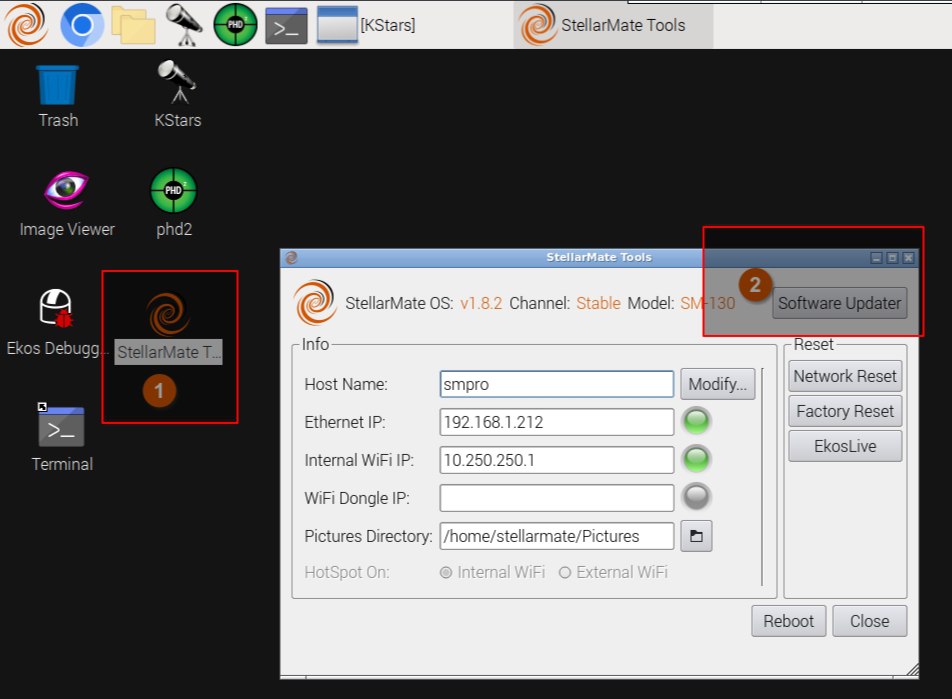 [KStars]
StellarMate Tools
Trash
KStars
PHD
2
Image Viewer
phd2
Ekos Debugg...
StellarMate T...
1
>_
Terminal
StellarMate Tools
StellarMate OS: v1.8.2 Channel: Stable Model: SM-130
2
Software Updater
Info
Host Name:
smpro
Modify...
Ethernet IP:
192.168.1.212
Internal WiFi IP:
10.250.250.1
WiFi Dongle IP:
Pictures Directory:
/home/stellarmate/Pictures
HotSpot On:
Internal WiFi
External WiFi
Reset
Network Reset
Factory Reset
EkosLive
Reboot
Close